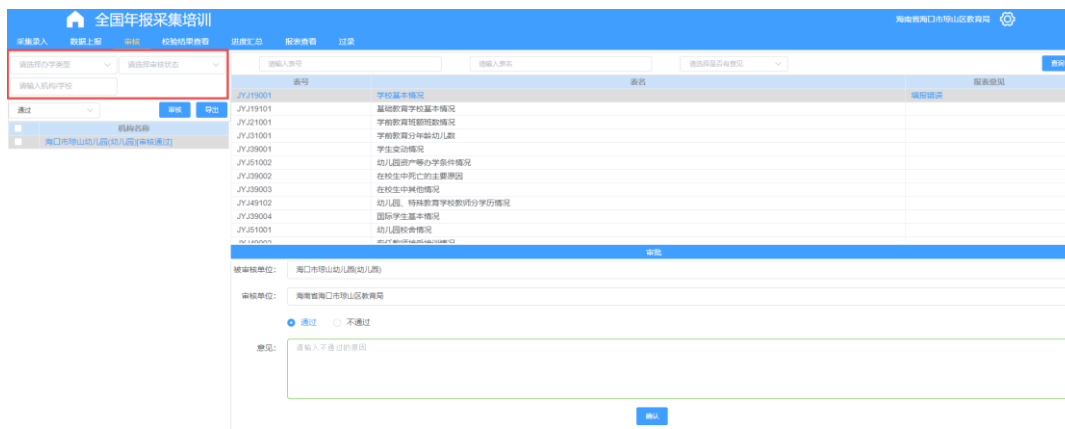 全国年报采集培训
海南省海口市琼山区教育局
采集录入 数据上报 审核 校验结果查看 进度汇总 报表查看 过录
请选择办学类型 请选择审核状态 请输入表号 请输入表名 请选择是否有意见 查询
请输入机构/学校
表号 表名 报表意见
JYJ19001 学校基本情况 填报错误
通过 审核 导出
JYJ19101 基础教育学校基本情况
机构名称
JYJ21001 学前教育班额班数情况
海口市琼山幼儿园(幼儿园)[审核通过]
JYJ31001 学前教育分年龄幼儿数
JYJ39001 学生变动情况
JYJ51002 幼儿园资产等办学条件情况
JYJ39002 在校生中死亡的主要原因
JYJ39003 在校生中其他情况
JYJ49102 幼儿园、特殊教育学校教师分学历情况
JYJ39004 国际学生基本情况
JYJ51001 幼儿园校舍情况
审批
被审核单位: 海口市琼山幼儿园(幼儿园)
审核单位: 海南省海口市琼山区教育局
通过 不通过
意见: 请输入不通过的原因
确认